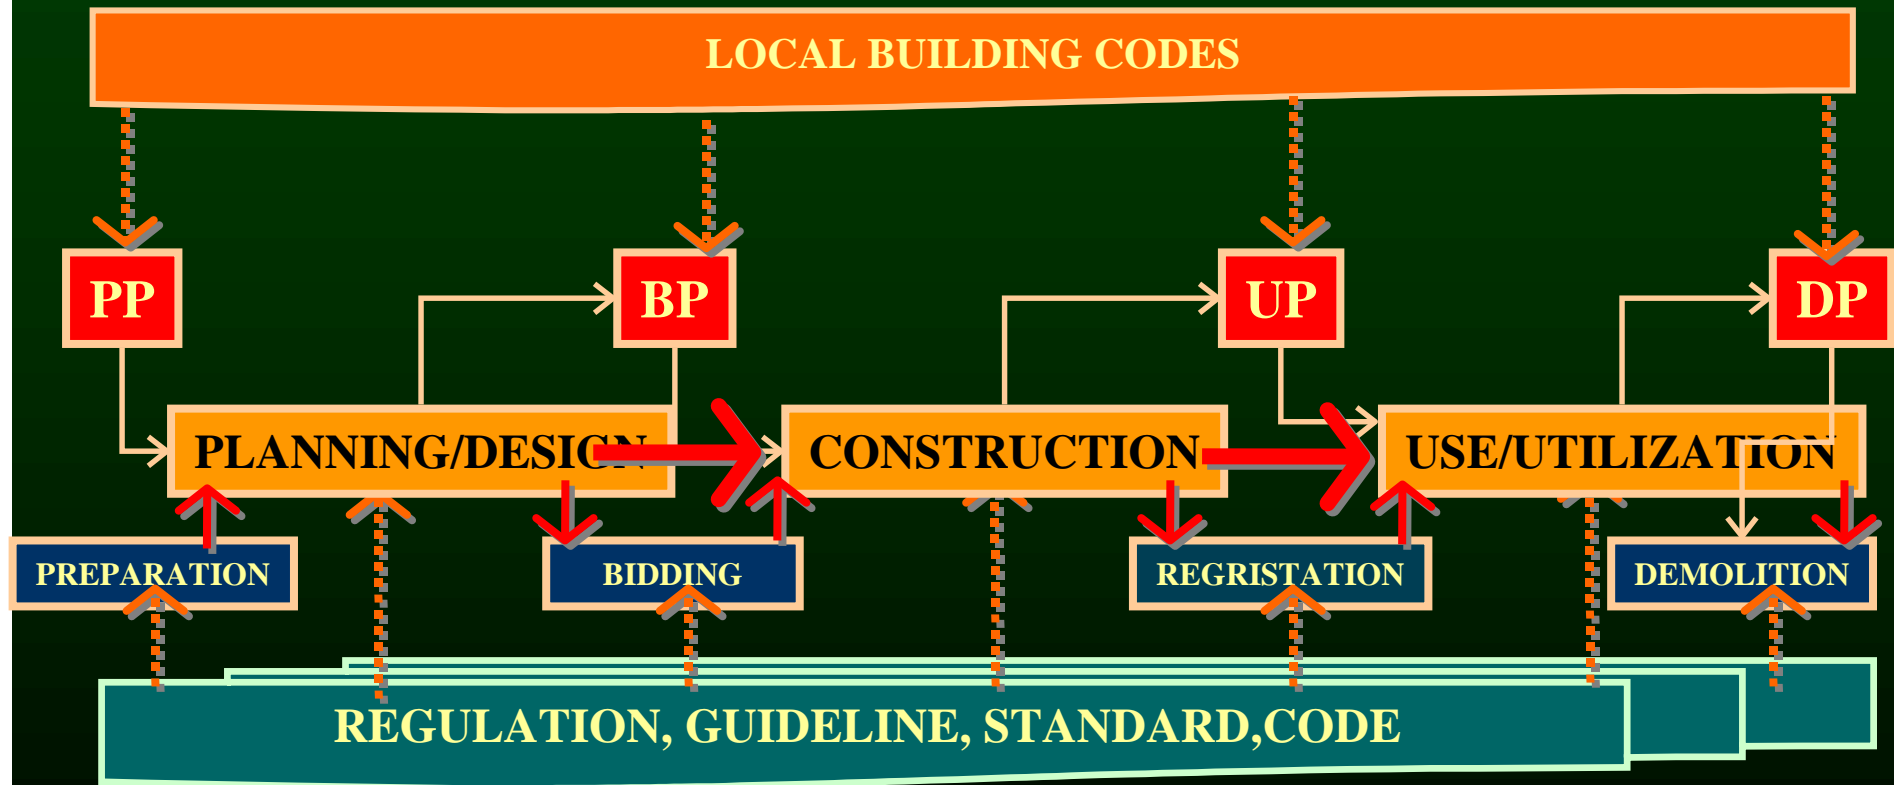 LOCAL BUILDING CODES
PP
BP
UP
DP
PLANNING/DESIGN
CONSTRUCTION
USE/UTILIZATION
PREPARATION
BIDDING
REGRISTATION
DEMOLITION
REGULATION, GUIDELINE, STANDARD,CODE